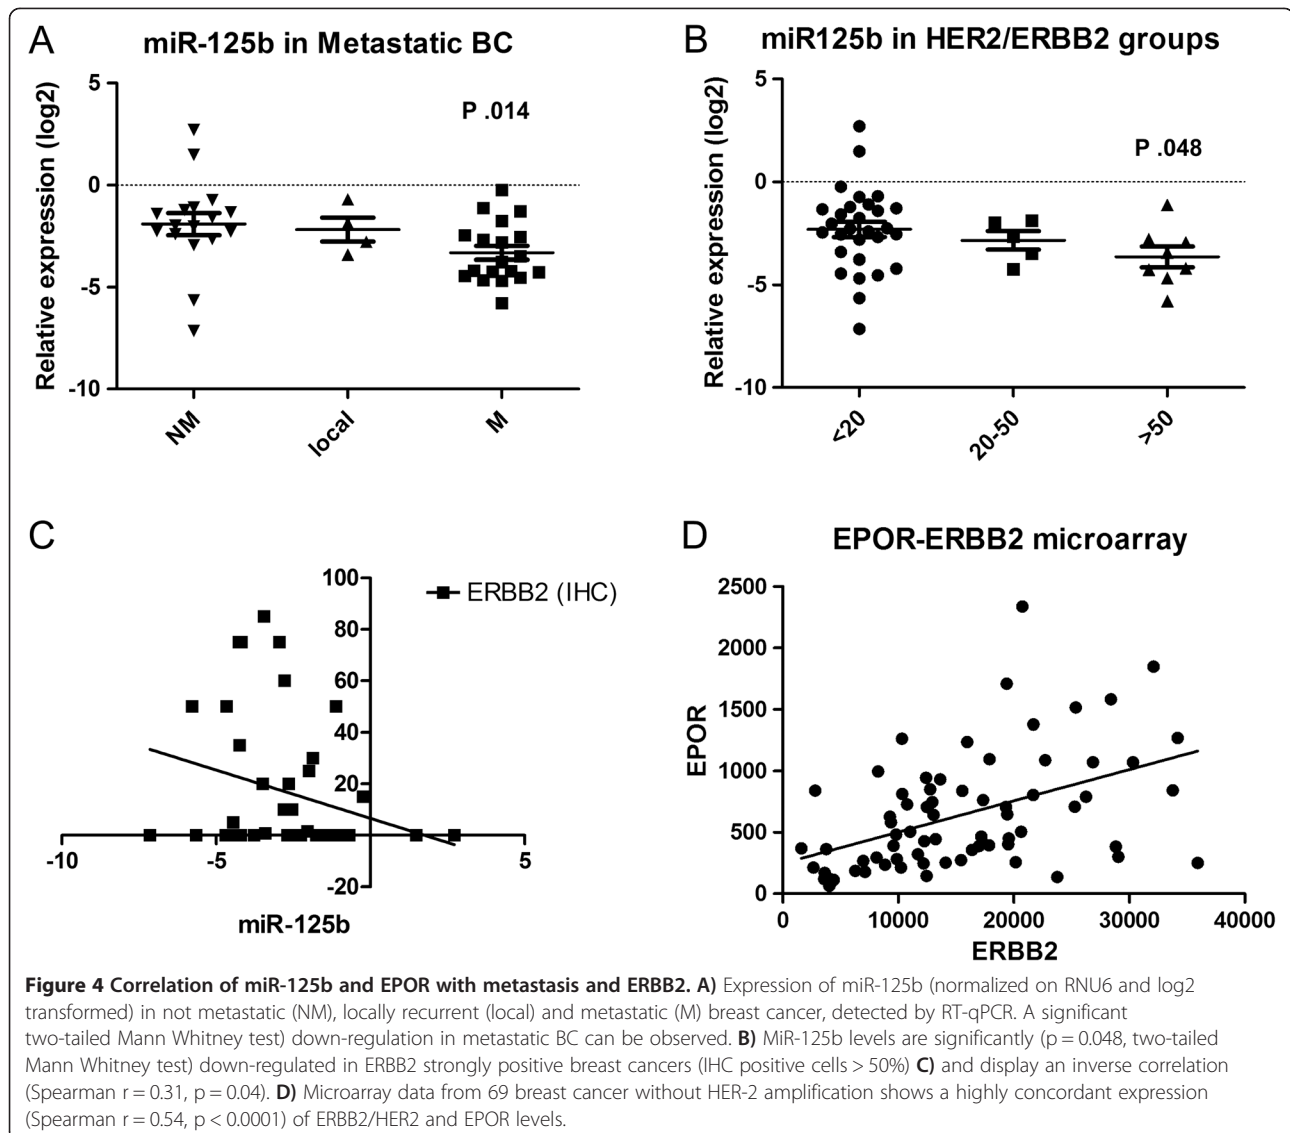 A
miR-125b in Metastatic BC
Relative expression (log2)
5
0
-5
-10
P .014
NM
local
M
B
miR125b in HER2/ERBB2 groups
Relative expression (log2)
5
0
-5
-10
P .048
<20
20-50
>50
C
100
80
60
40
20
-20
-10
-5
5
ERBB2 (IHC)
miR-125b
D
EPOR-ERBB2 microarray
EPOR
2500
2000
1500
1000
500
0
0
10000
20000
30000
40000
ERBB2
Figure 4 Correlation of miR-125b and EPOR with metastasis and ERBB2. A) Expression of miR-125b (normalized on RNU6 and log2
transformed) in not metastatic (NM), locally recurrent (local) and metastatic (M) breast cancer, detected by RT-qPCR. A significant
two-tailed Mann Whitney test) down-regulation in metastatic BC can be observed. B) MiR-125b levels are significantly (p = 0.048, two-tailed
Mann Whitney test) down-regulated in ERBB2 strongly positive breast cancers (IHC positive cells > 50%) C) and display an inverse correlation
(Spearman r = 0.31, p = 0.04). D) Microarray data from 69 breast cancer without HER-2 amplification shows a highly concordant expression
(Spearman r = 0.54, p < 0.0001) of ERBB2/HER2 and EPOR levels.